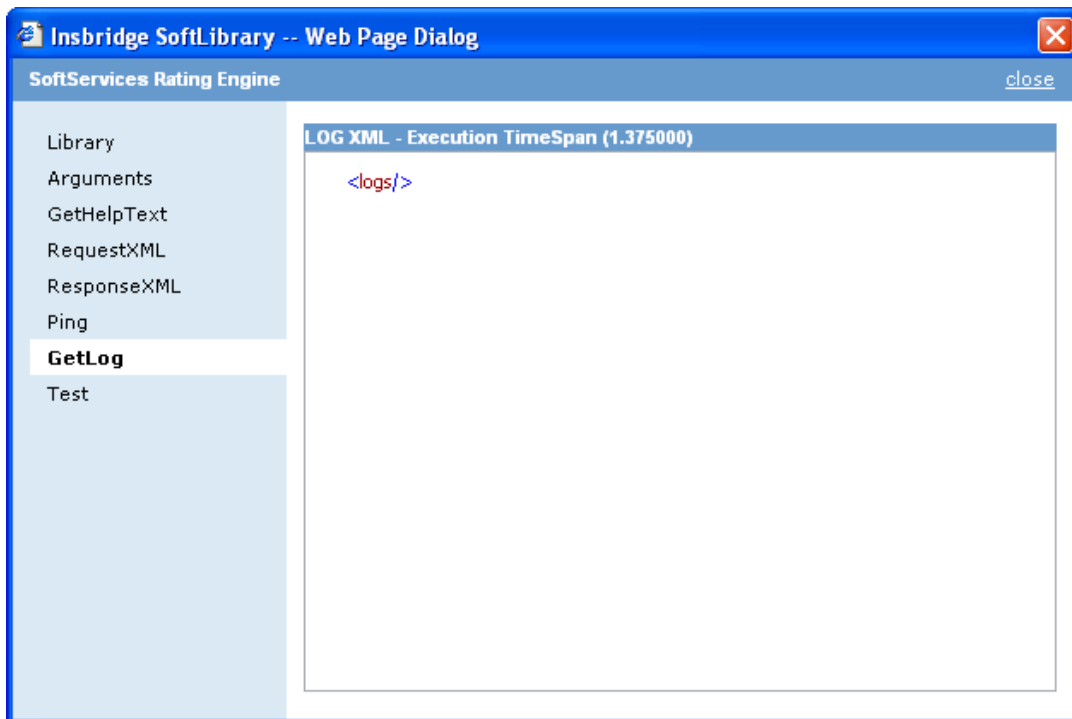 Insbridge SoftLibrary -- Web Page Dialog
SoftServices Rating Engine
close
Library
Arguments
GetHelpText
RequestXML
ResponseXML
Ping
GetLog
Test
LOG XML - Execution TimeSpan (1.375000)
<logs/>